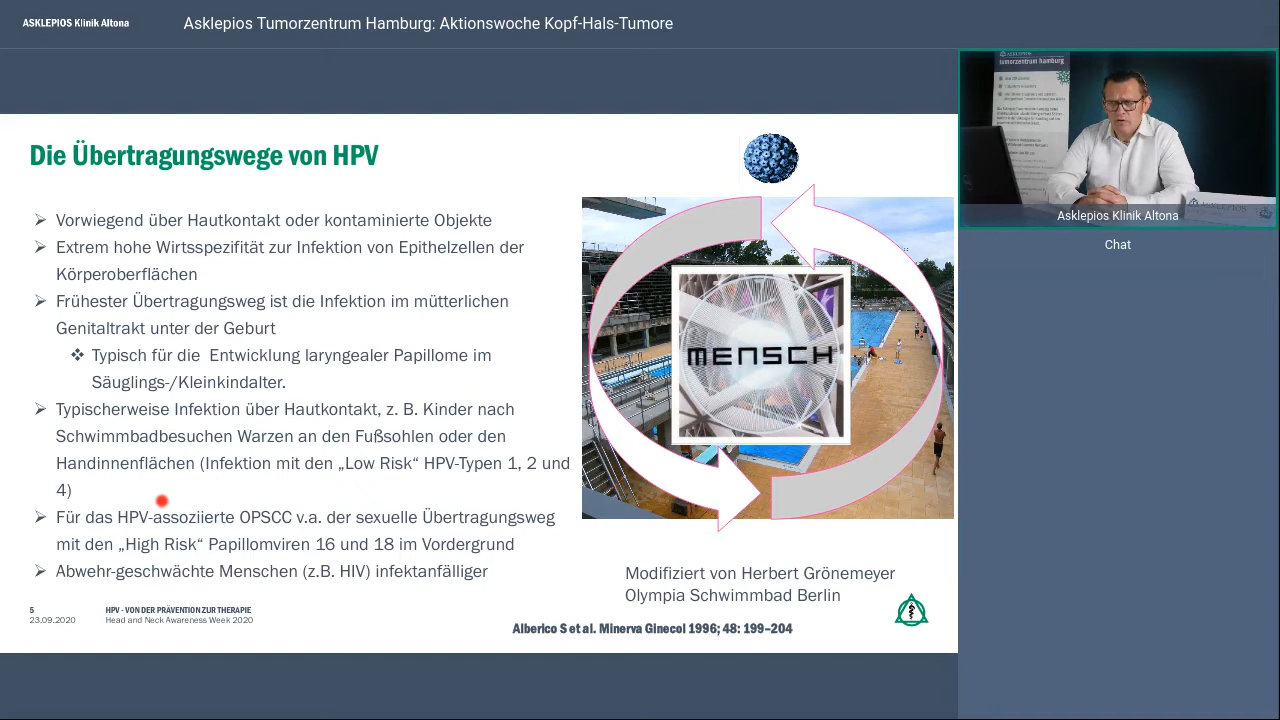 ASKLEPIOS Klinik Altona
Asklepios Tumorzentrum Hamburg: Aktionswoche Kopf-Hals-Tumore
Die Übertragungswege von HPV
Vorwiegend über Hautkontakt oder kontaminierte Objekte
Extrem hohe Wirtsspezifität zur Infektion von Epithelzellen der
Körperoberflächen
Frühester Übertragungsweg ist die Infektion im mütterlichen
Genitaltrakt unter der Geburt
Typisch für die Entwicklung laryngealer Papillome im
Säuglings-/Kleinkindalter.
Typischerweise Infektion über Hautkontakt, z. B. Kinder nach
Schwimmbadbesuchen Warzen an den Fußsohlen oder den
Handinnenflächen (Infektion mit den „Low Risk“ HPV-Typen 1, 2 und
4)
Für das HPV-assoziierte OPSCC v.a. der sexuelle Übertragungsweg
mit den „High Risk“ Papillomviren 16 und 18 im Vordergrund
Abwehr-geschwächte Menschen (z.B. HIV) infektanfälliger
MENSCH
Modifiziert von Herbert Grönemeyer
Olympia Schwimmbad Berlin
Alberico S et al. Minerva Ginecol 1996; 48: 199–204
5
HPV - VON DER PRÄVENTION ZUR THERAPIE
23.09.2020
Head and Neck Awareness Week 2020
ASKLEPIOS
tumorzentrum hamburg
Asklepios Klinik Altona
Chat